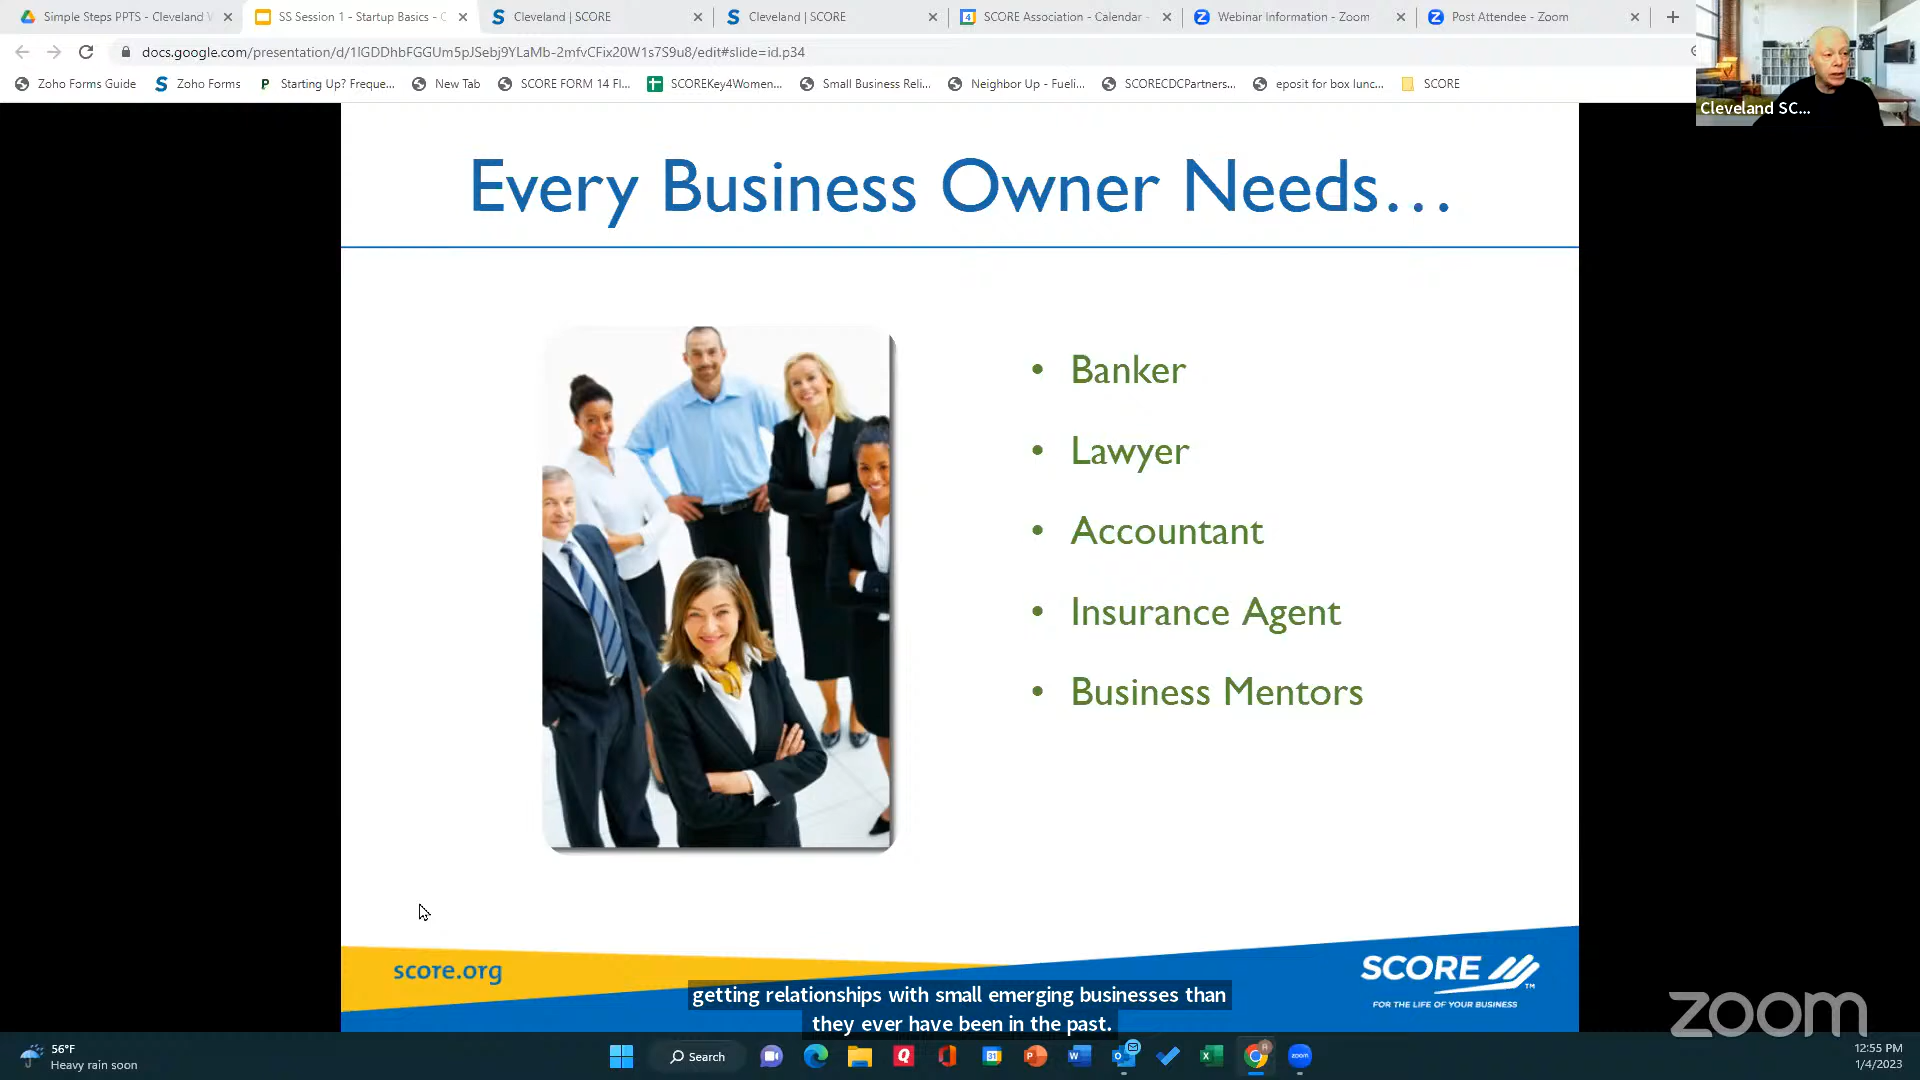 Simple Steps PPTS - Cleveland
SS Session 1 - Startup Basics -
Cleveland | SCORE
Cleveland | SCORE
SCORE Association - Calendar -
Webinar Information - Zoom
Post Attendee - Zoom
docs.google.com/presentation/d/1lGDDhbFGGUm5pJSebj9YLaMb-2mfvCFix20W1s7S9u8/edit#slide=id.p34
Zoho Forms Guide
Zoho Forms
Starting Up? Freque...
New Tab
SCORE FORM 14 Fl...
SCOREKey4Women...
Small Business Reli...
Neighbor Up - Fueli...
SCORECDCPartners...
eposit for box lunc...
SCORE
Cleveland SC...
Every Business Owner Needs...
• Banker
• Lawyer
• Accountant
• Insurance Agent
• Business Mentors
score.org
SCORE
TM
FOR THE LIFE OF YOUR BUSINESS
getting relationships with small emerging businesses than
they ever have been in the past.
zoom
56°F
Heavy rain soon
Search
12:55 PM
1/4/2023